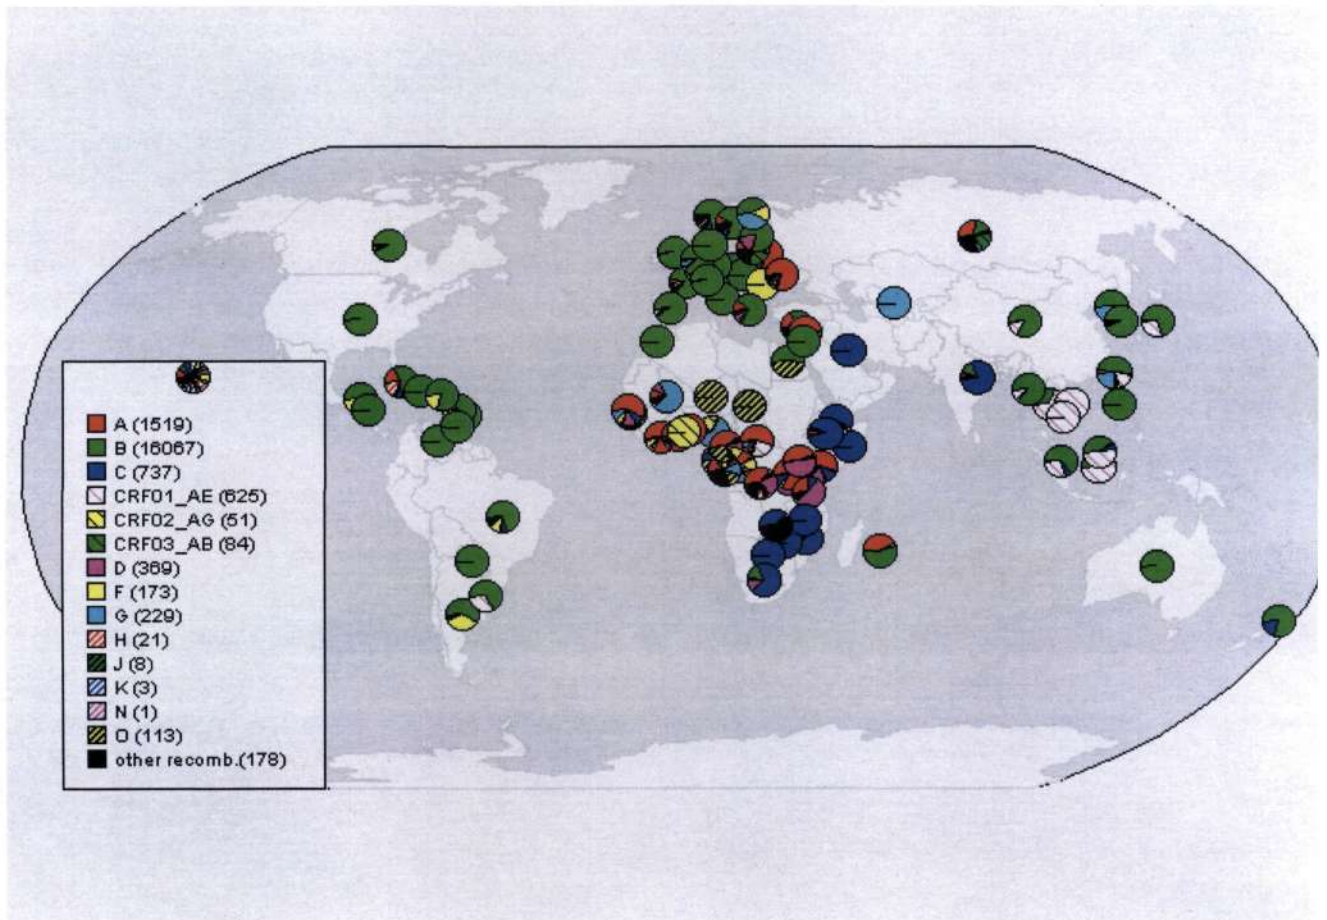 A (1519)
B (16067)
C (737)
CRF01_AE (625)
CRF02_AG (51)
CRF03_AB (84)
D (369)
F (173)
G (229)
H (21)
J (8)
K (3)
N (1)
O (113)
other recomb.(178)